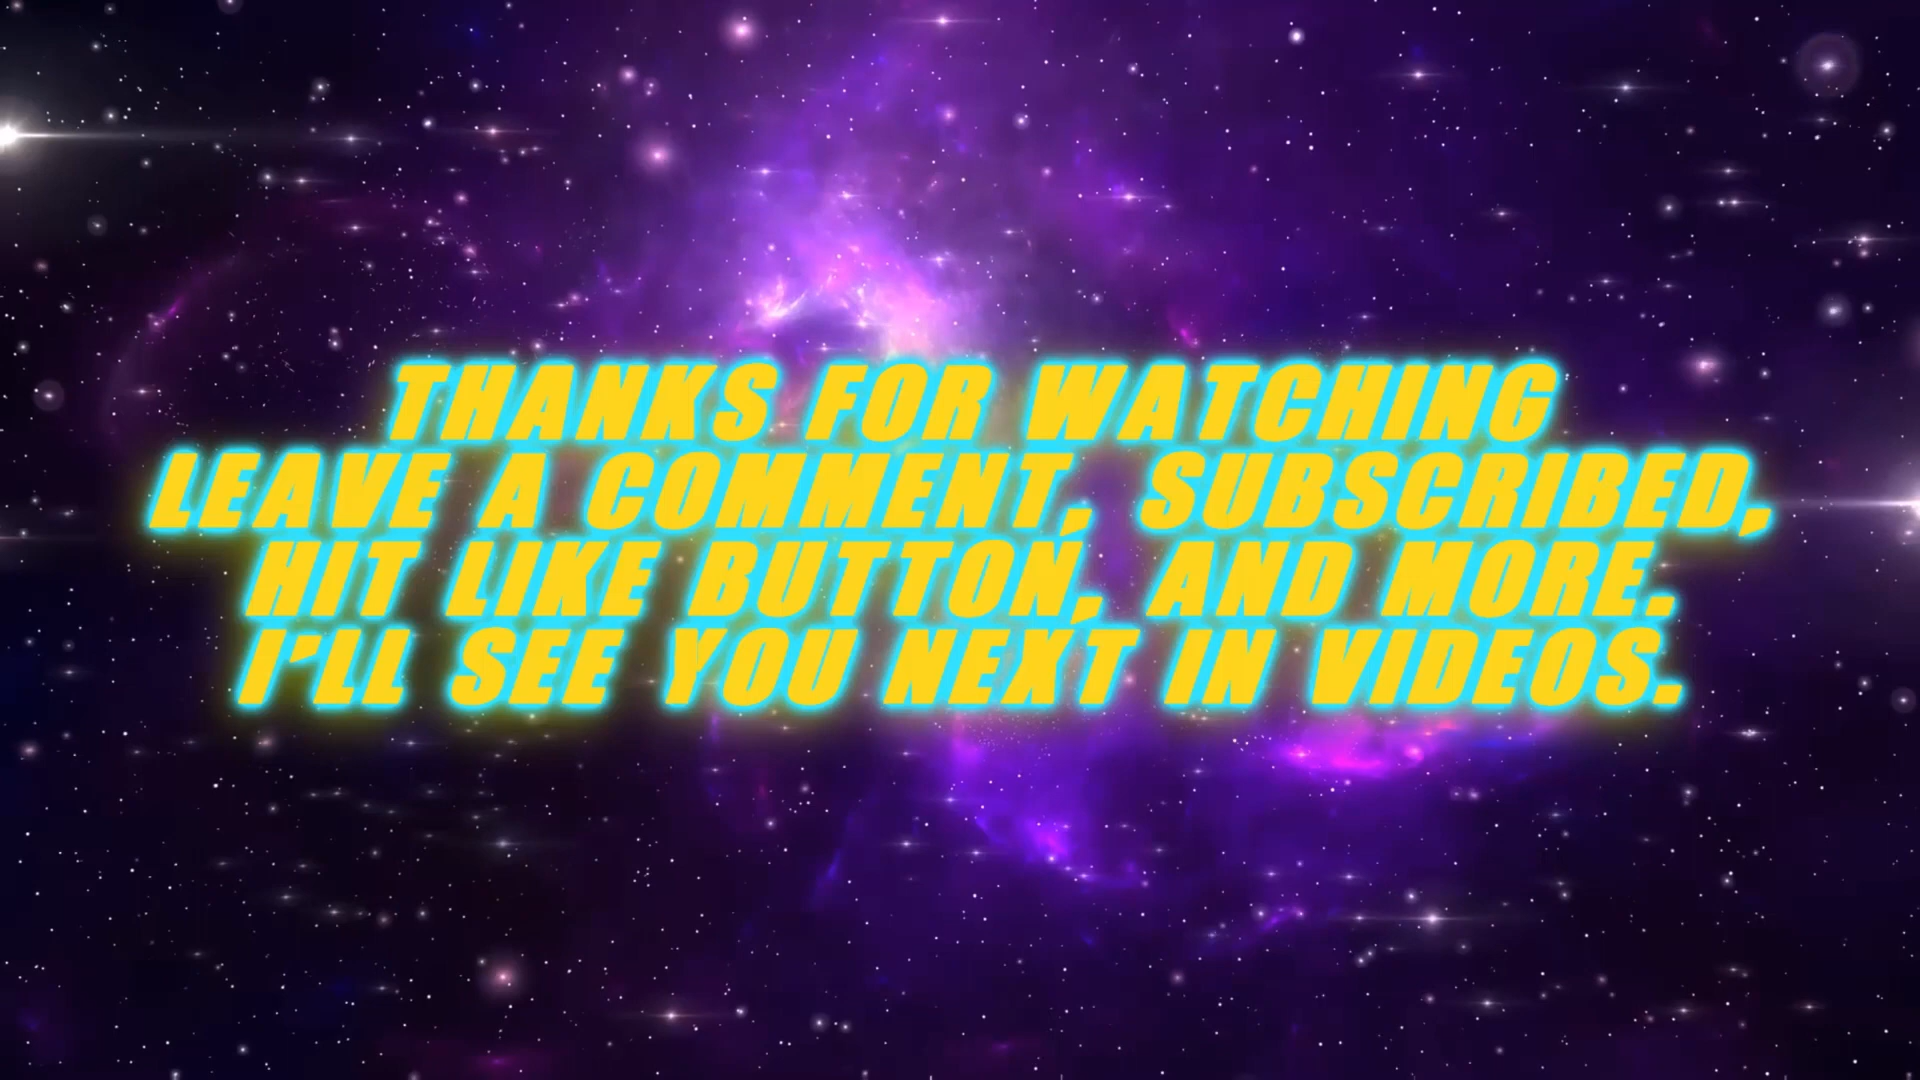 THANKS FOR WATCHING
LEAVE A COMMENT, SUBSCRIBED,
HIT LIKE BUTTON, AND MORE.
I'LL SEE YOU NEXT IN VIDEOS.